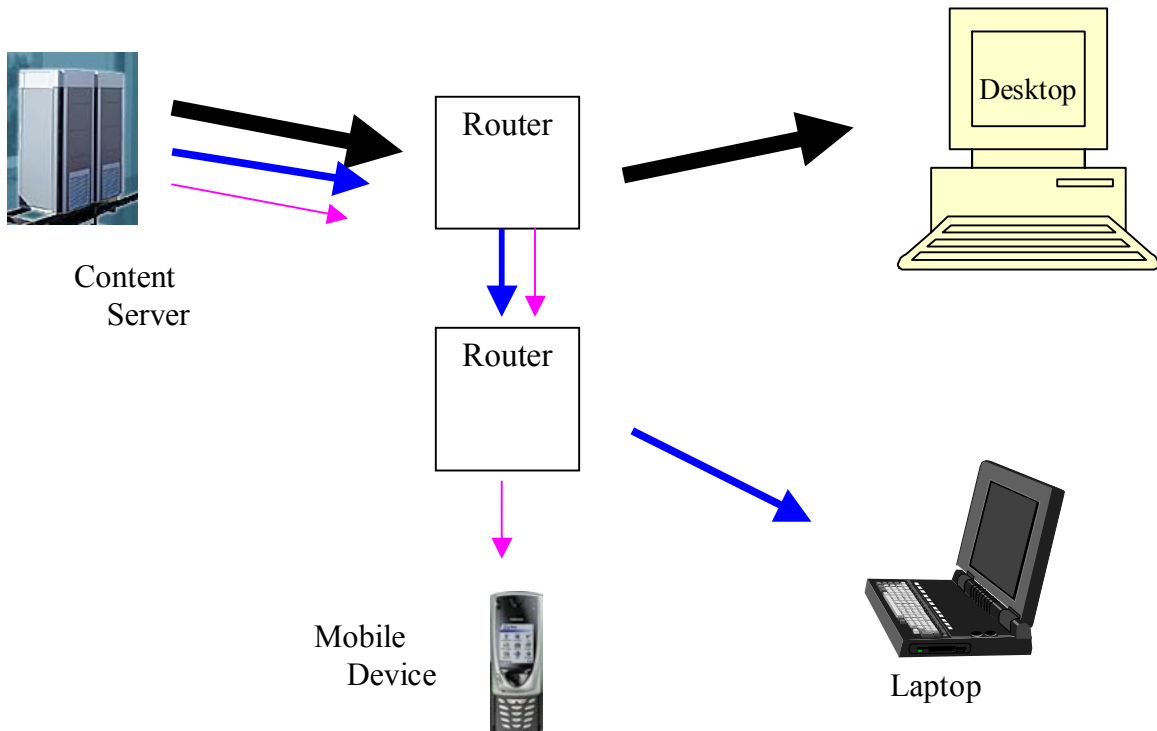 Desktop
Router
Content
Server
Router
Mobile
Device
Laptop